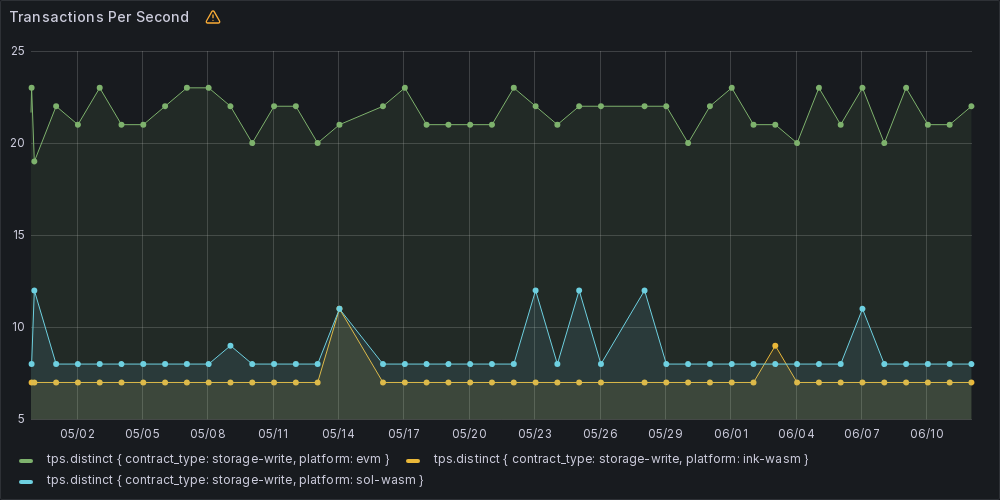 Transactions Per Second
25
20
15
10
5
05/02 05/05 05/08 05/11 05/14 05/17 05/20 05/23 05/26 05/29 06/01 06/04 06/07 06/10
tps.distinct { contract_type: storage-write, platform: evm } tps.distinct { contract_type: storage-write, platform: ink-wasm }
tps.distinct { contract_type: storage-write, platform: sol-wasm }